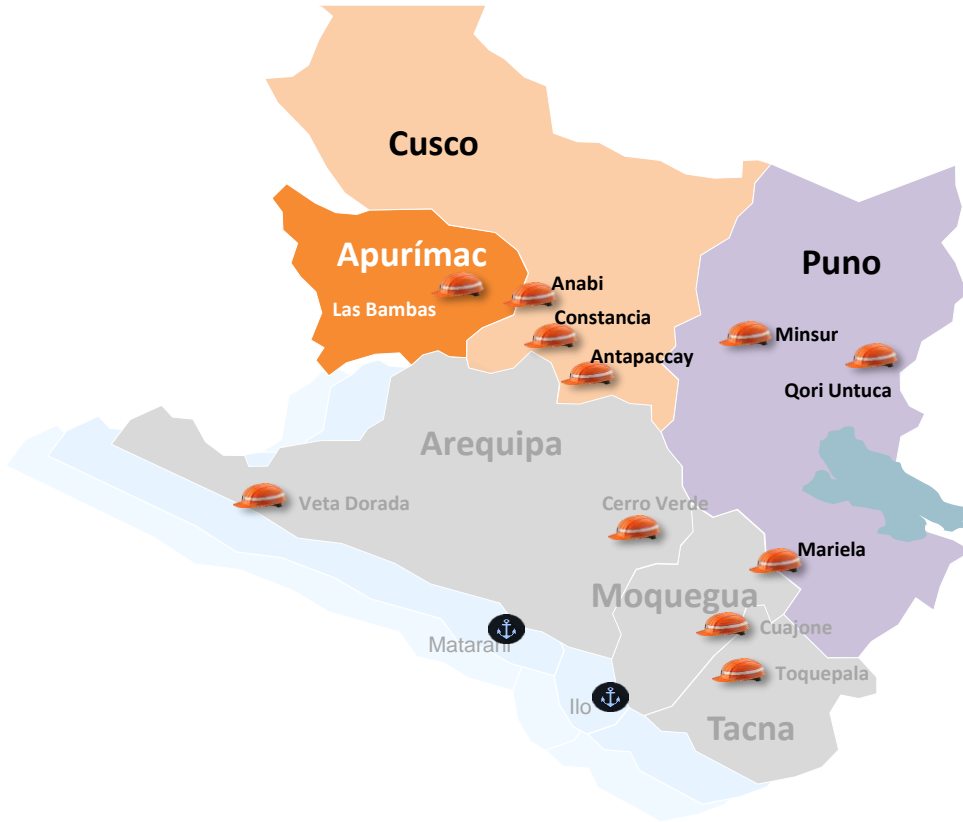 Cusco
Apurímac
Puno
Las Bambas
Anabi
Constancia
Minsur
Antapaccay
Qori Untuca
Arequipa
Veta Dorada
Cerro Verde
Mariela
Moquegua
Cuajone
Matarani
Toquepala
Ilo
Tacna